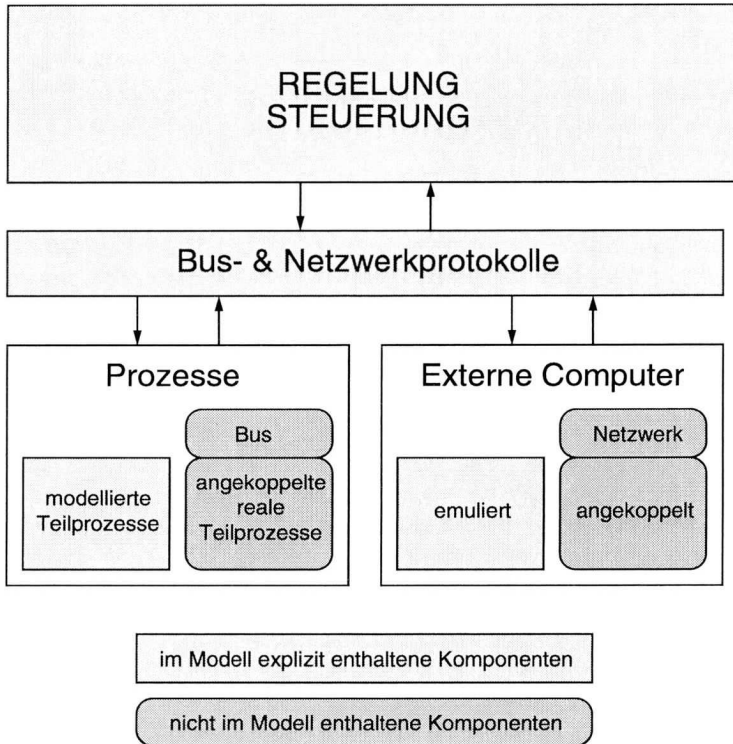 REGELUNG
STEUERUNG
Bus- & Netzwerkprotokolle
Prozesse
Bus
modellierte
Teilprozesse
angekoppelte
reale
Teilprozesse
Externe Computer
Netzwerk
emuliert
angekoppelt
im Modell explizit enthaltene Komponenten
nicht im Modell enthaltene Komponenten